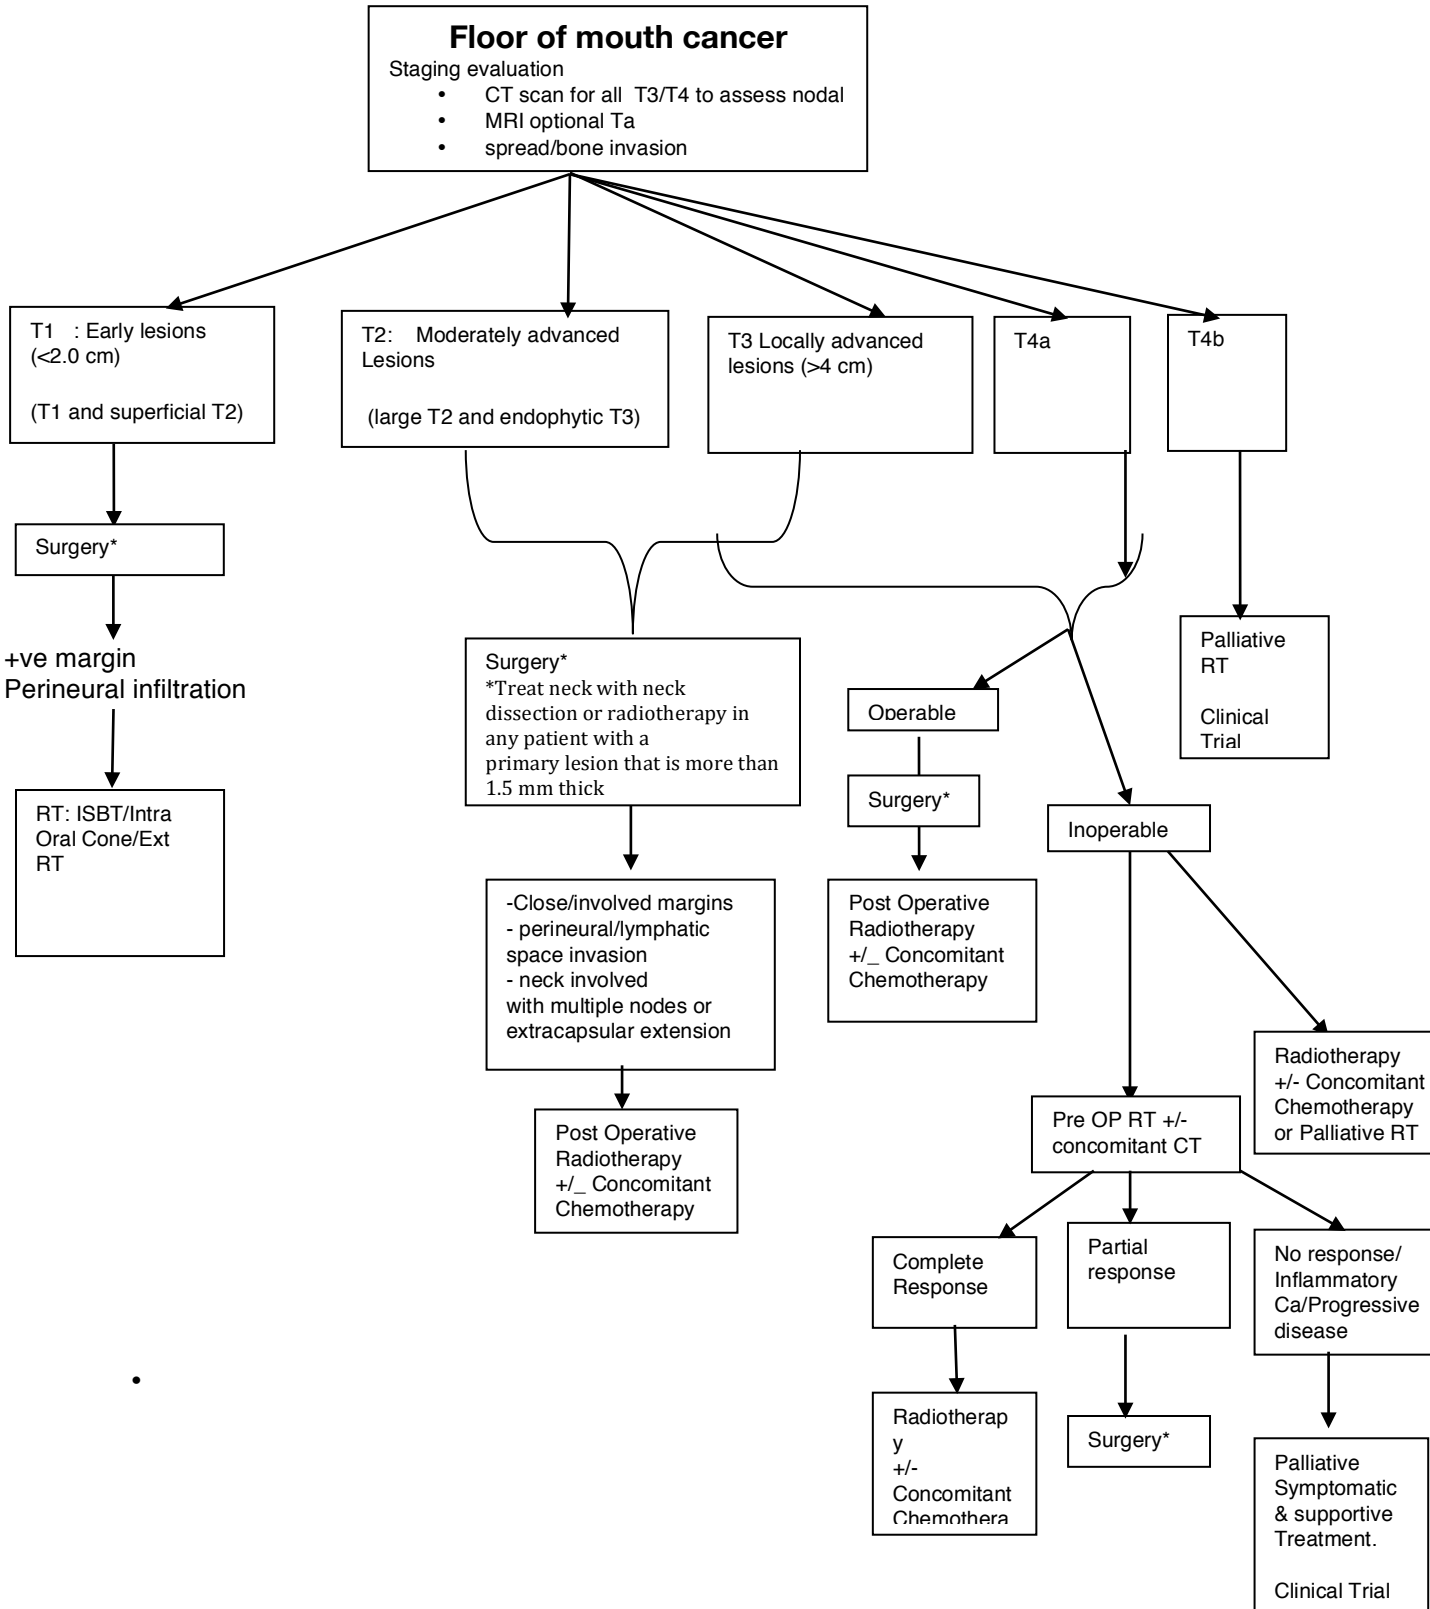 Floor of mouth cancer
Staging evaluation
• CT scan for all T3/T4 to assess nodal
• MRI optional Ta
• spread/bone invasion
T1 : Early lesions
(<2.0 cm)
(T1 and superficial T2)
T2: Moderately advanced
Lesions
(large T2 and endophytic T3)
T3 Locally advanced
lesions (>4 cm)
T4a
T4b
Surgery*
+ve margin
Perineural infiltration
RT: ISBT/Intra
Oral Cone/Ext
RT
Surgery*
*Treat neck with neck
dissection or radiotherapy in
any patient with a
primary lesion that is more than
1.5 mm thick
-Close/involved margins
- perineural/lymphatic
space invasion
- neck involved
with multiple nodes or
extracapsular extension
Post Operative
Radiotherapy
+/_ Concomitant
Chemotherapy
Operable
Surgery*
Post Operative
Radiotherapy
+/_ Concomitant
Chemotherapy
Palliative
RT
Clinical
Trial
Inoperable
Radiotherapy
+/- Concomitant
Chemotherapy
or Palliative RT
Pre OP RT +/-
concomitant CT
Complete
Response
Partial
response
No response/
Inflammatory
Ca/Progressive
disease
Radiotherap
y
+/-
Concomitant
Chemothera
Surgery*
Palliative
Symptomatic
& supportive
Treatment.
Clinical Trial
•